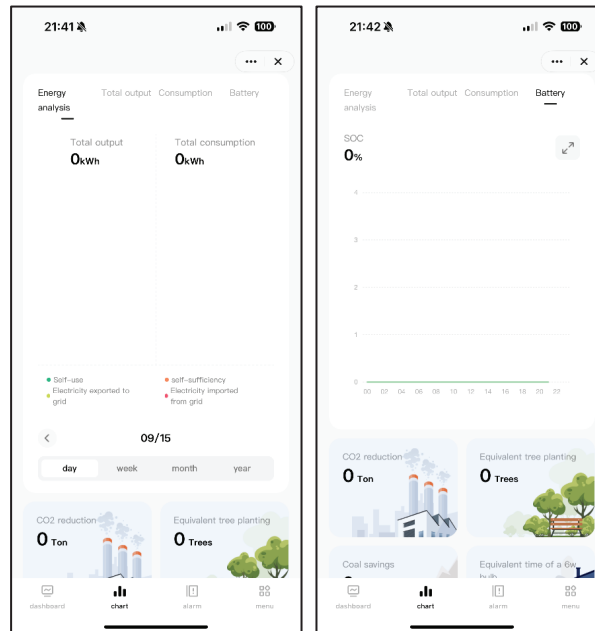 21:41
100
Energy analysis
Total output
Consumption
Battery
Total output
0kWh
Total consumption
0kWh
Self-use
Electricity exported to
grid
self-sufficiency
Electricity imported
from grid
09/15
day
week
month
year
CO2 reduction
0 Ton
Equivalent tree planting
0 Trees
dashboard
chart
alarm
menu
21:42
100
Energy
analysis
Total output
Consumption
Battery
SOC
0%
4
3
2
1
0
00 02 04 06 08 10 12 14 16 18 20 22
CO2 reduction
0 Ton
Equivalent tree planting
0 Trees
Coal savings
Equivalent time of a 6w
bulb
dashboard
chart
alarm
menu